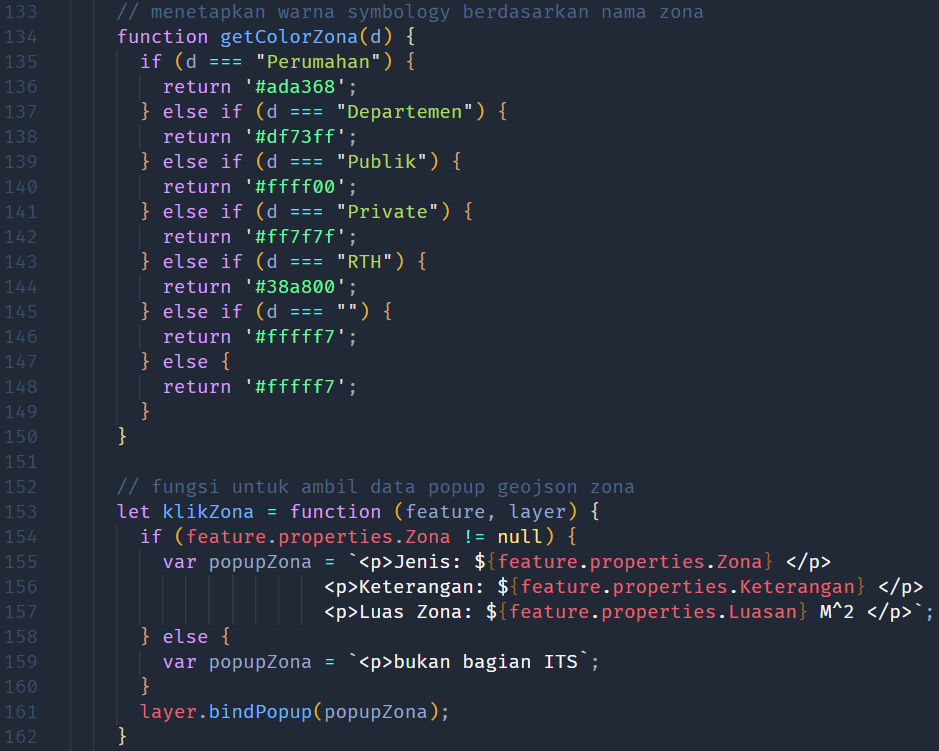 133 // menetapkan warna symbology berdasarkan nama zona
134 function getColorZona(d) {
135 if (d === "Perumahan") {
136 return '#ada368';
137 } else if (d === "Departemen") {
138 return '#df73ff';
139 } else if (d === "Publik") {
140 return '#ffff00';
141 } else if (d === "Private") {
142 return '#ff7f7f';
143 } else if (d === "RTH") {
144 return '#38a800';
145 } else if (d === "") {
146 return '#fffff7';
147 } else {
148 return '#fffff7';
149 }
150 }
151
152 // fungsi untuk ambil data popup geojson zona
153 let klikZona = function (feature, layer) {
154 if (feature.properties.Zona != null) {
155 var popupZona = `<p>Jenis: ${feature.properties.Zona} </p>
156 <p>Keterangan: ${feature.properties.Keterangan} </p>
157 <p>Luas Zona: ${feature.properties.Luasan} M^2 </p>`;
158 } else {
159 var popupZona = `<p>bukan bagian ITS`;
160 }
161 layer.bindPopup(popupZona);
162 }